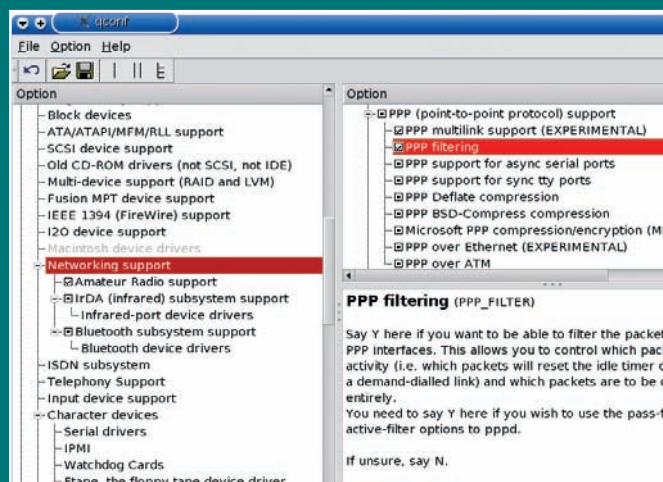 qconf
File Option Help
Option
Block devices
ATA/ATAPI/MFM/RLL support
SCSI device support
Old CD-ROM drivers (not SCSI, not IDE)
Multi-device support (RAID and LVM)
Fusion MPT device support
IEEE 1394 (FireWire) support
I2O device support
Macintosh device drivers
Networking support
Amateur Radio support
IrDA (infrared) subsystem support
Infrared-port device drivers
Bluetooth subsystem support
Bluetooth device drivers
ISDN subsystem
Telephony Support
Input device support
Character devices
Serial drivers
IPMI
Watchdog Cards
Ftape, the floppy tape device driver
Option
PPP (point-to-point protocol) support
PPP multilink support (EXPERIMENTAL)
PPP filtering
PPP support for async serial ports
PPP support for sync tty ports
PPP Deflate compression
PPP BSD-Compress compression
Microsoft PPP compression/encryption (M
PPP over Ethernet (EXPERIMENTAL)
PPP over ATM
PPP filtering (PPP_FILTER)
Say Y here if you want to be able to filter the packet
PPP interfaces. This allows you to control which pac
activity (i.e. which packets will reset the idle timer
a demand-dialled link) and which packets are to be
entirely.
You need to say Y here if you wish to use the pass-f
active-filter options to pppd.
If unsure, say N.